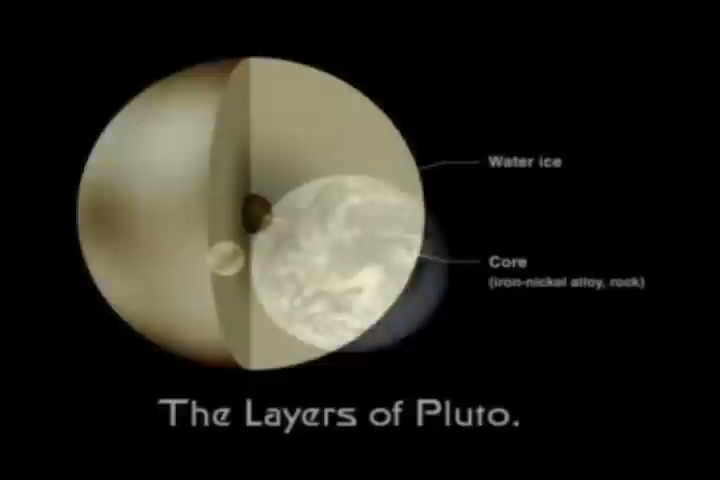 Water ice
Core
(iron-nickel alloy, rock)
The Layers of Pluto.